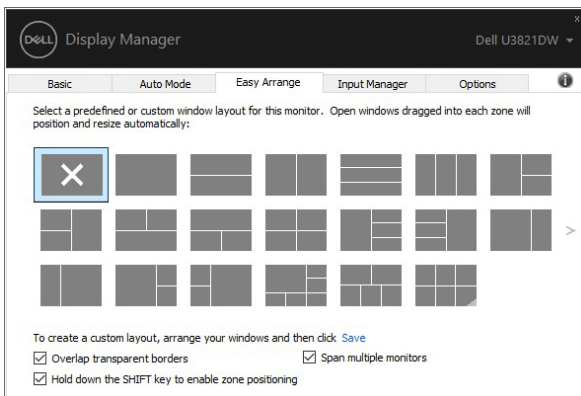 DELL Display Manager
Dell U3821DW
Basic Auto Mode Easy Arrange Input Manager Options
Select a predefined or custom window layout for this monitor. Open windows dragged into each zone will
position and resize automatically:
To create a custom layout, arrange your windows and then click Save
Overlap transparent borders
Span multiple monitors
Hold down the SHIFT key to enable zone positioning